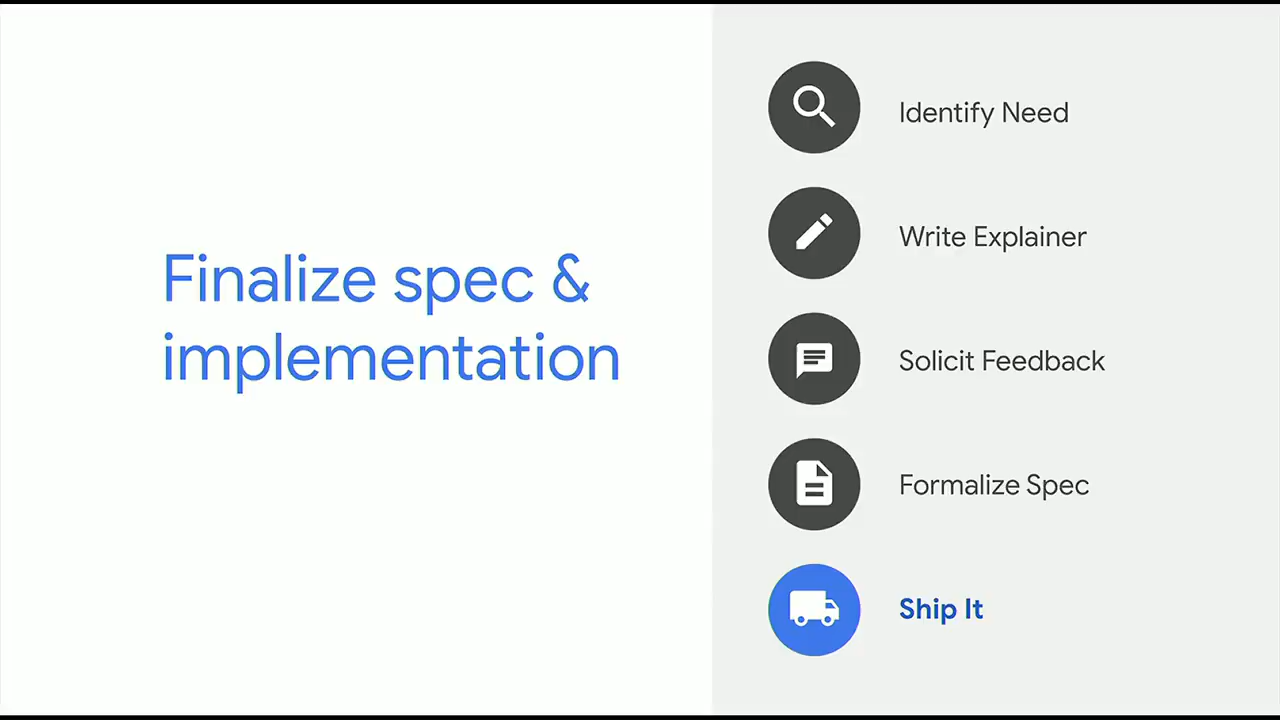 Finalize spec &
implementation
Identify Need
Write Explainer
Solicit Feedback
Formalize Spec
Ship It